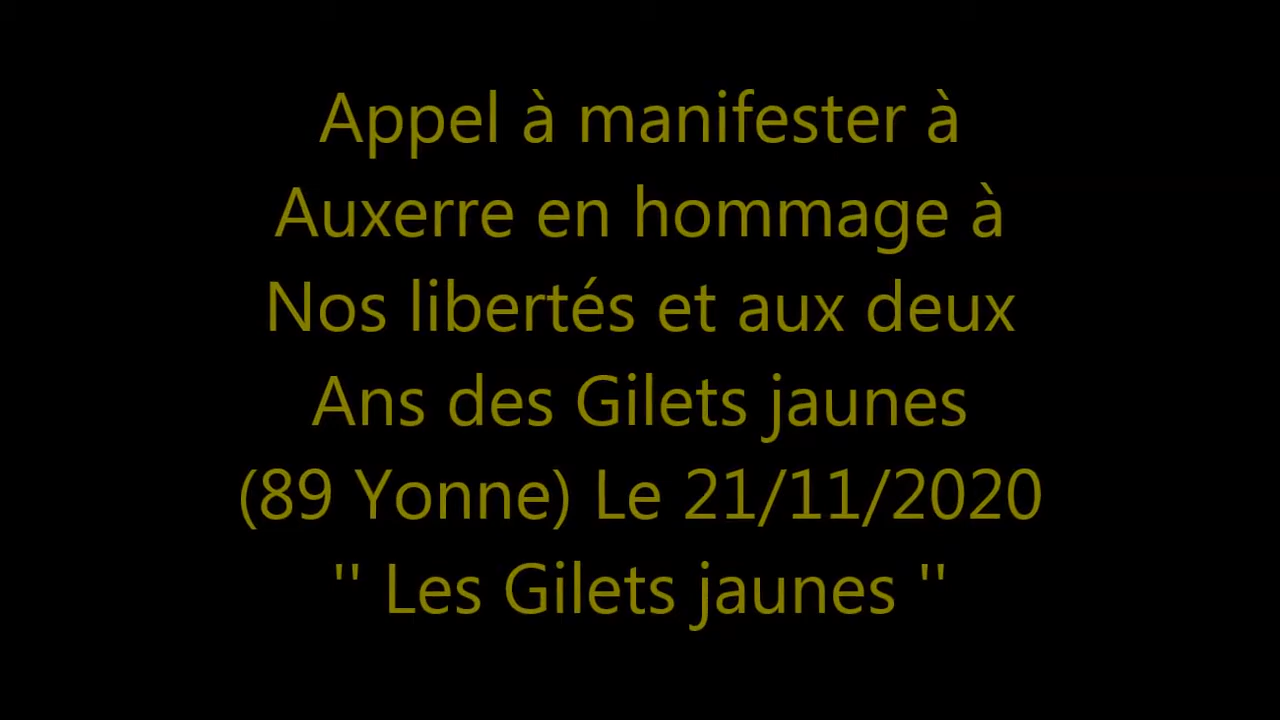 Appel à manifester à
Auxerre en hommage à
Nos libertés et aux deux
Ans des Gilets jaunes
(89 Yonne) Le 21/11/2020
'' Les Gilets jaunes ''